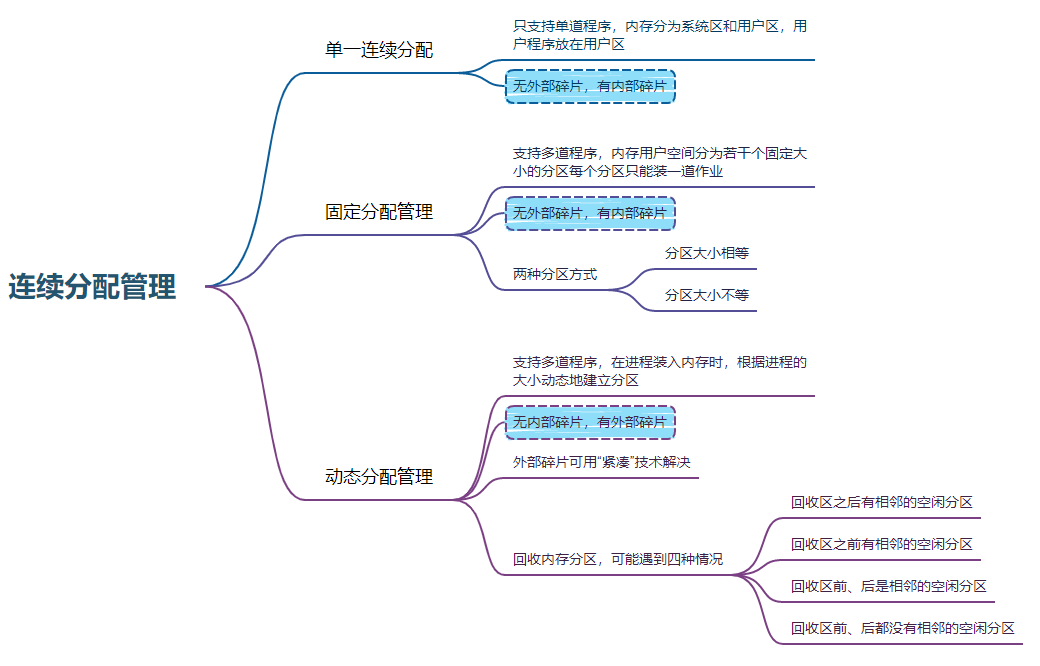 连续分配管理
单一连续分配
只支持单道程序，内存分为系统区和用户区，用
户程序放在用户区
无外部碎片，有内部碎片
固定分配管理
支持多道程序，内存用户空间分为若干个固定大
小的分区每个分区只能装一道作业
无外部碎片，有内部碎片
两种分区方式
分区大小相等
分区大小不等
动态分配管理
支持多道程序，在进程装入内存时，根据进程的
大小动态地建立分区
无内部碎片，有外部碎片
外部碎片可用“紧凑”技术解决
回收内存分区，可能遇到四种情况
回收区之后有相邻的空闲分区
回收区之前有相邻的空闲分区
回收区前、后是相邻的空闲分区
回收区前、后都没有相邻的空闲分区